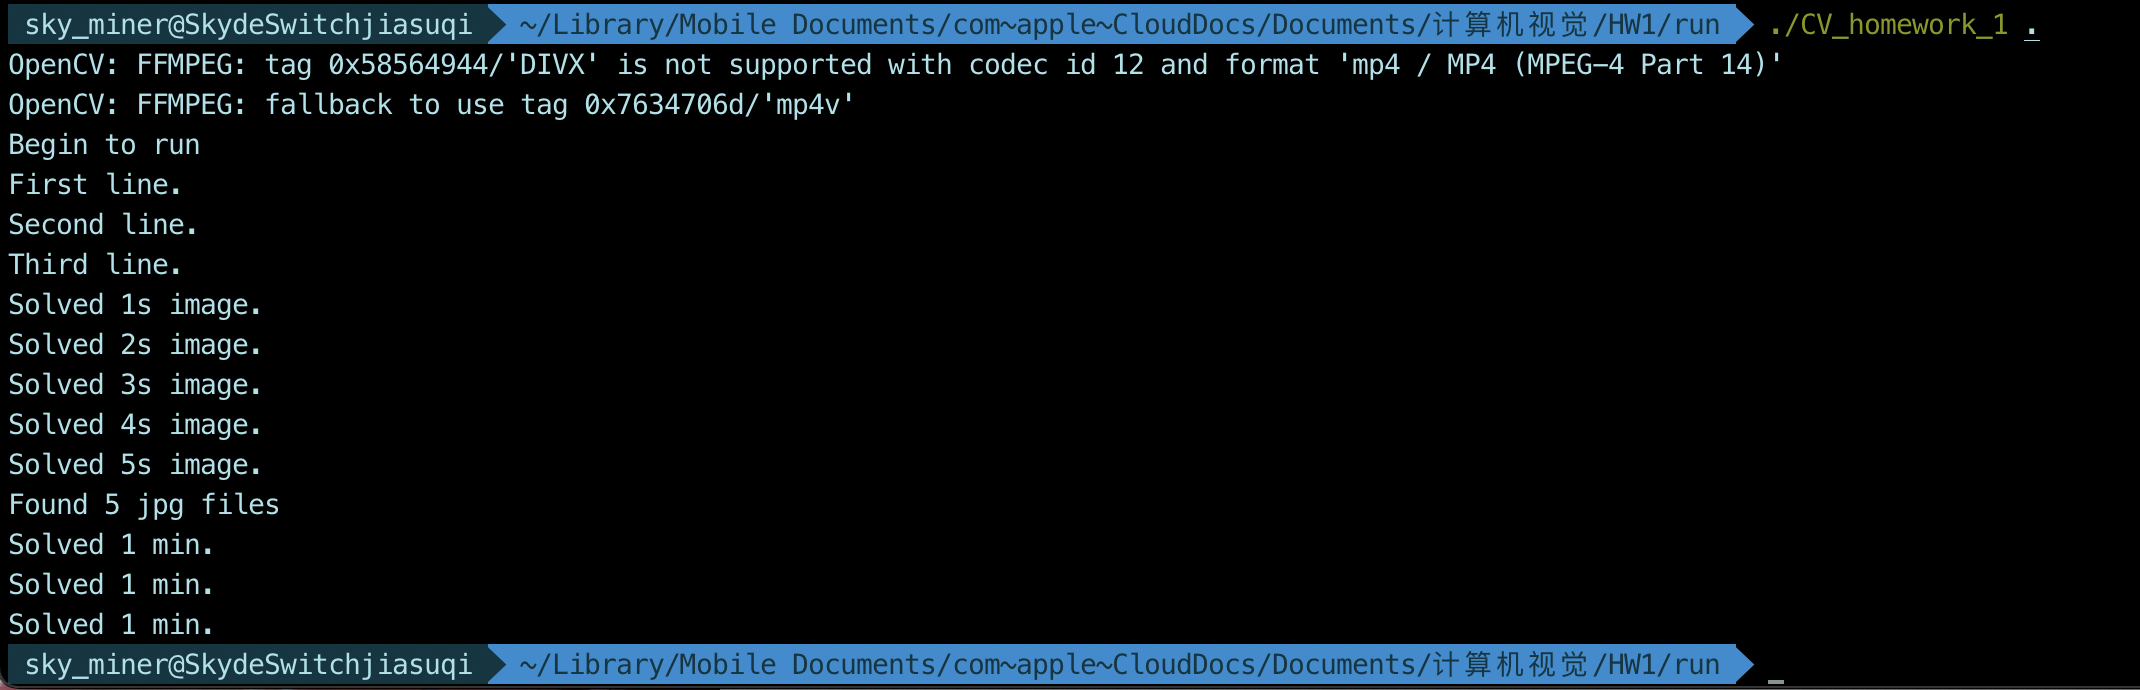 sky_miner@SkydeSwitchjiasuqi ~/Library/Mobile Documents/com~apple~CloudDocs/Documents/计算机视觉/HW1/run ./CV_homework_1 .
OpenCV: FFMPEG: tag 0x58564944/'DIVX' is not supported with codec id 12 and format 'mp4 / MP4 (MPEG-4 Part 14)'
OpenCV: FFMPEG: fallback to use tag 0x7634706d/'mp4v'
Begin to run
First line.
Second line.
Third line.
Solved 1s image.
Solved 2s image.
Solved 3s image.
Solved 4s image.
Solved 5s image.
Found 5 jpg files
Solved 1 min.
Solved 1 min.
Solved 1 min.
sky_miner@SkydeSwitchjiasuqi ~/Library/Mobile Documents/com~apple~CloudDocs/Documents/计算机视觉/HW1/run